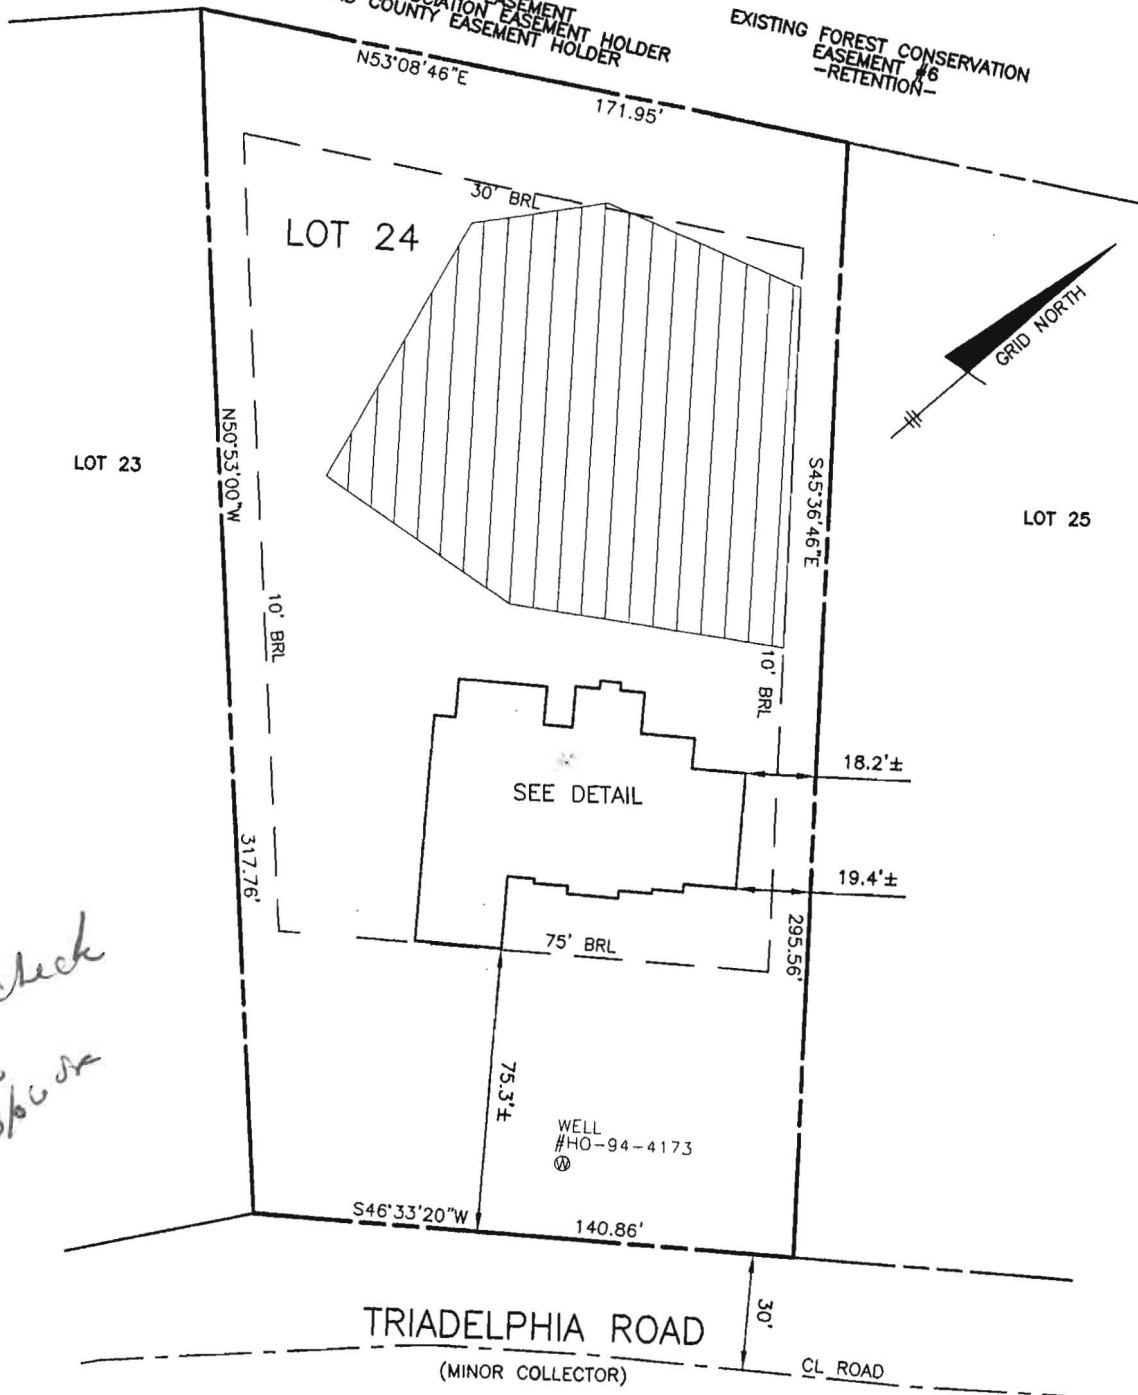 EASEMENT
EASEMENT HOLDER
COUNTY EASEMENT HOLDER
EXISTING FOREST CONSERVATION
EASEMENT #6
-RETENTION-
N53°08'46"E
171.95'
30' BRL
LOT 24
GRID NORTH
LOT 23
N50°53'00"W
S45°36'46"E
LOT 25
10' BRL
10' BRL
18.2'±
SEE DETAIL
317.76'
19.4'±
295.56'
75' BRL
75.3'±
WELL
#HO-94-4173
W
S46°33'20"W
140.86'
30'
TRIADELPHIA ROAD
(MINOR COLLECTOR)
CL ROAD